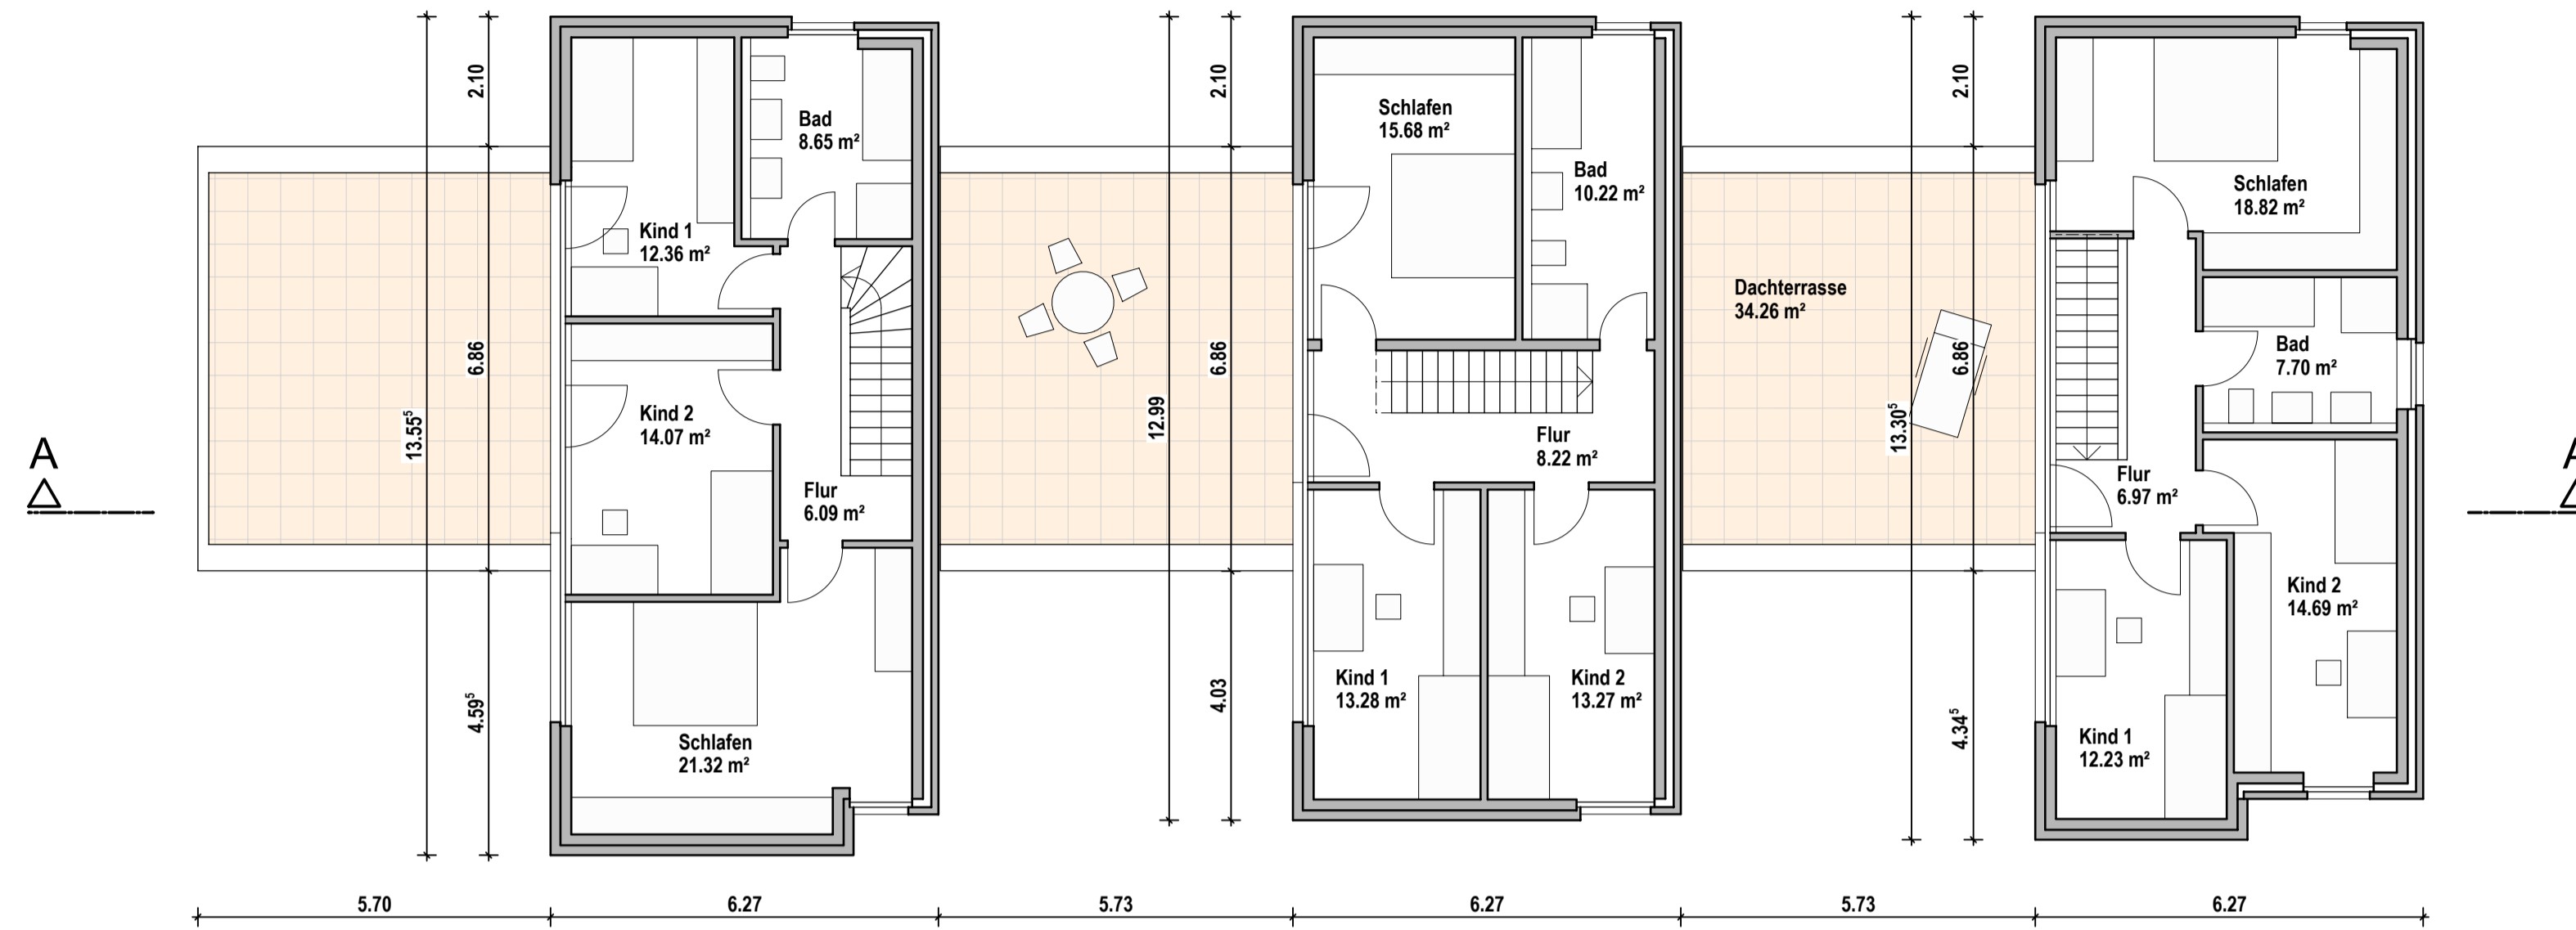 2.10
6.86
13.55⁵
4.59⁵
Kind 1
12.36 m²
Bad
8.65 m²
Kind 2
14.07 m²
Flur
6.09 m²
Schlafen
21.32 m²
2.10
6.86
12.99
4.03
Schlafen
15.68 m²
Bad
10.22 m²
Flur
8.22 m²
Kind 1
13.28 m²
Kind 2
13.27 m²
Dachterrasse
34.26 m²
2.10
6.86
13.30⁵
4.34⁵
Schlafen
18.82 m²
Bad
7.70 m²
Flur
6.97 m²
Kind 2
14.69 m²
Kind 1
12.23 m²
A
A
5.70
6.27
5.73
6.27
5.73
6.27